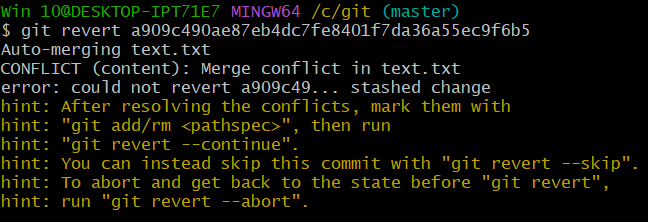 Win 10@DESKTOP-IPT71E7 MINGW64 /c/git (master)
$ git revert a909c490ae87eb4dc7fe8401f7da36a55ec9f6b5
Auto-merging text.txt
CONFLICT (content): Merge conflict in text.txt
error: could not revert a909c49... stashed change
hint: After resolving the conflicts, mark them with
hint: "git add/rm <pathspec>", then run
hint: "git revert --continue".
hint: You can instead skip this commit with "git revert --skip".
hint: To abort and get back to the state before "git revert",
hint: run "git revert --abort".